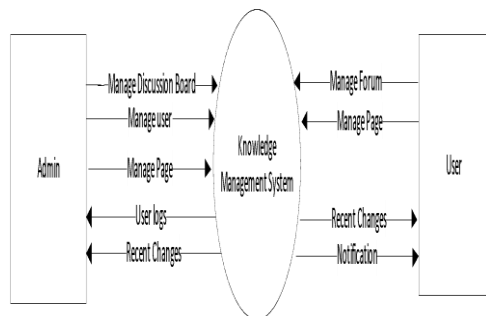 Manage Discussion Board
Manage user
Admin
Manage Page
User logs
Recent Changes
Knowledge
Management System
Manage Forum
Manage Page
User
Recent Changes
Notification